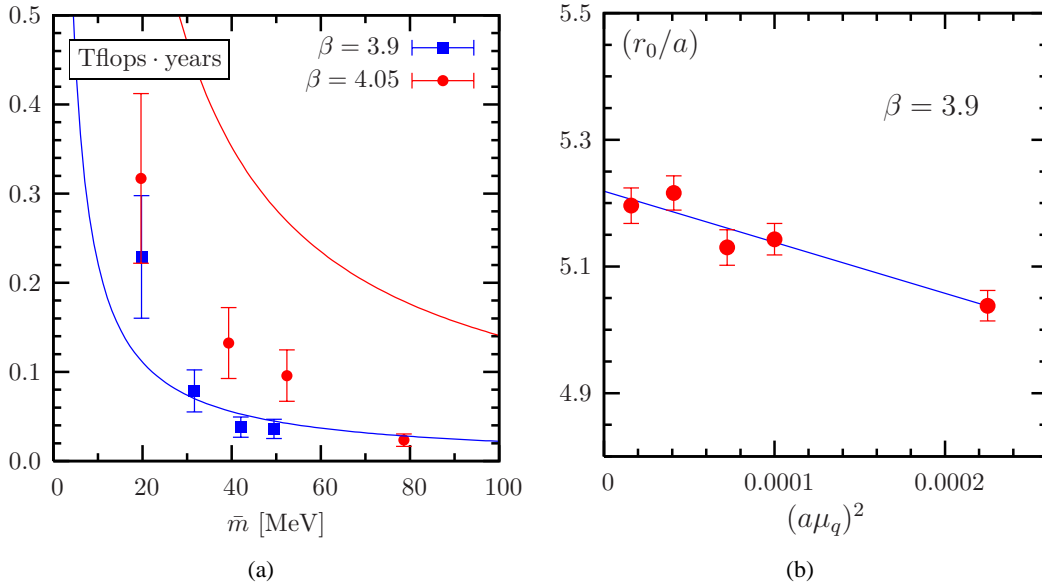 Tflops · years
β = 3.9
β = 4.05
0.5
0.4
0.3
0.2
0.1
0.0
0 20 40 60 80 100
m̄ [MeV]
(a)
(r₀/a)
β = 3.9
5.5
5.3
5.1
4.9
0 0.0001 0.0002
(aμ_q)²
(b)